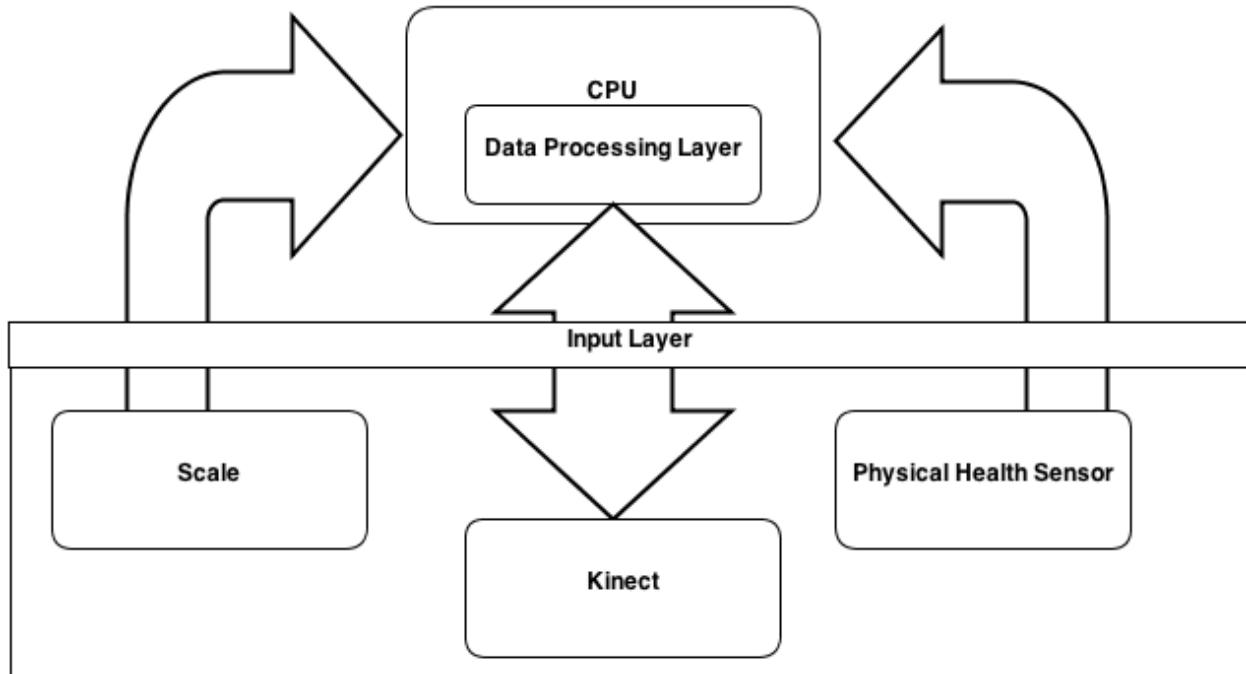 CPU
Data Processing Layer
Input Layer
Scale
Physical Health Sensor
Kinect